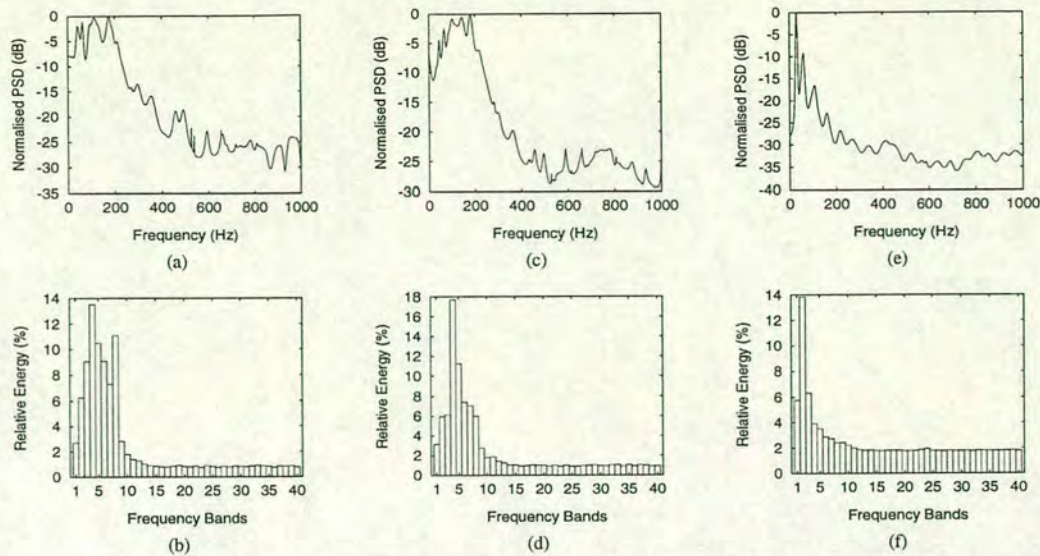 0
-5
-10
-15
-20
-25
-30
-35
Normalised PSD (dB)
0 200 400 600 800 1000
Frequency (Hz)
(a)
0
-5
-10
-15
-20
-25
-30
Normalised PSD (dB)
0 200 400 600 800 1000
Frequency (Hz)
(c)
0
-5
-10
-15
-20
-25
-30
-35
-40
Normalised PSD (dB)
0 200 400 600 800 1000
Frequency (Hz)
(e)
14
12
10
8
6
4
2
0
Relative Energy (%)
1 5 10 15 20 25 30 35 40
Frequency Bands
(b)
18
16
14
12
10
8
6
4
2
0
Relative Energy (%)
1 5 10 15 20 25 30 35 40
Frequency Bands
(d)
14
12
10
8
6
4
2
0
Relative Energy (%)
1 5 10 15 20 25 30 35 40
Frequency Bands
(f)